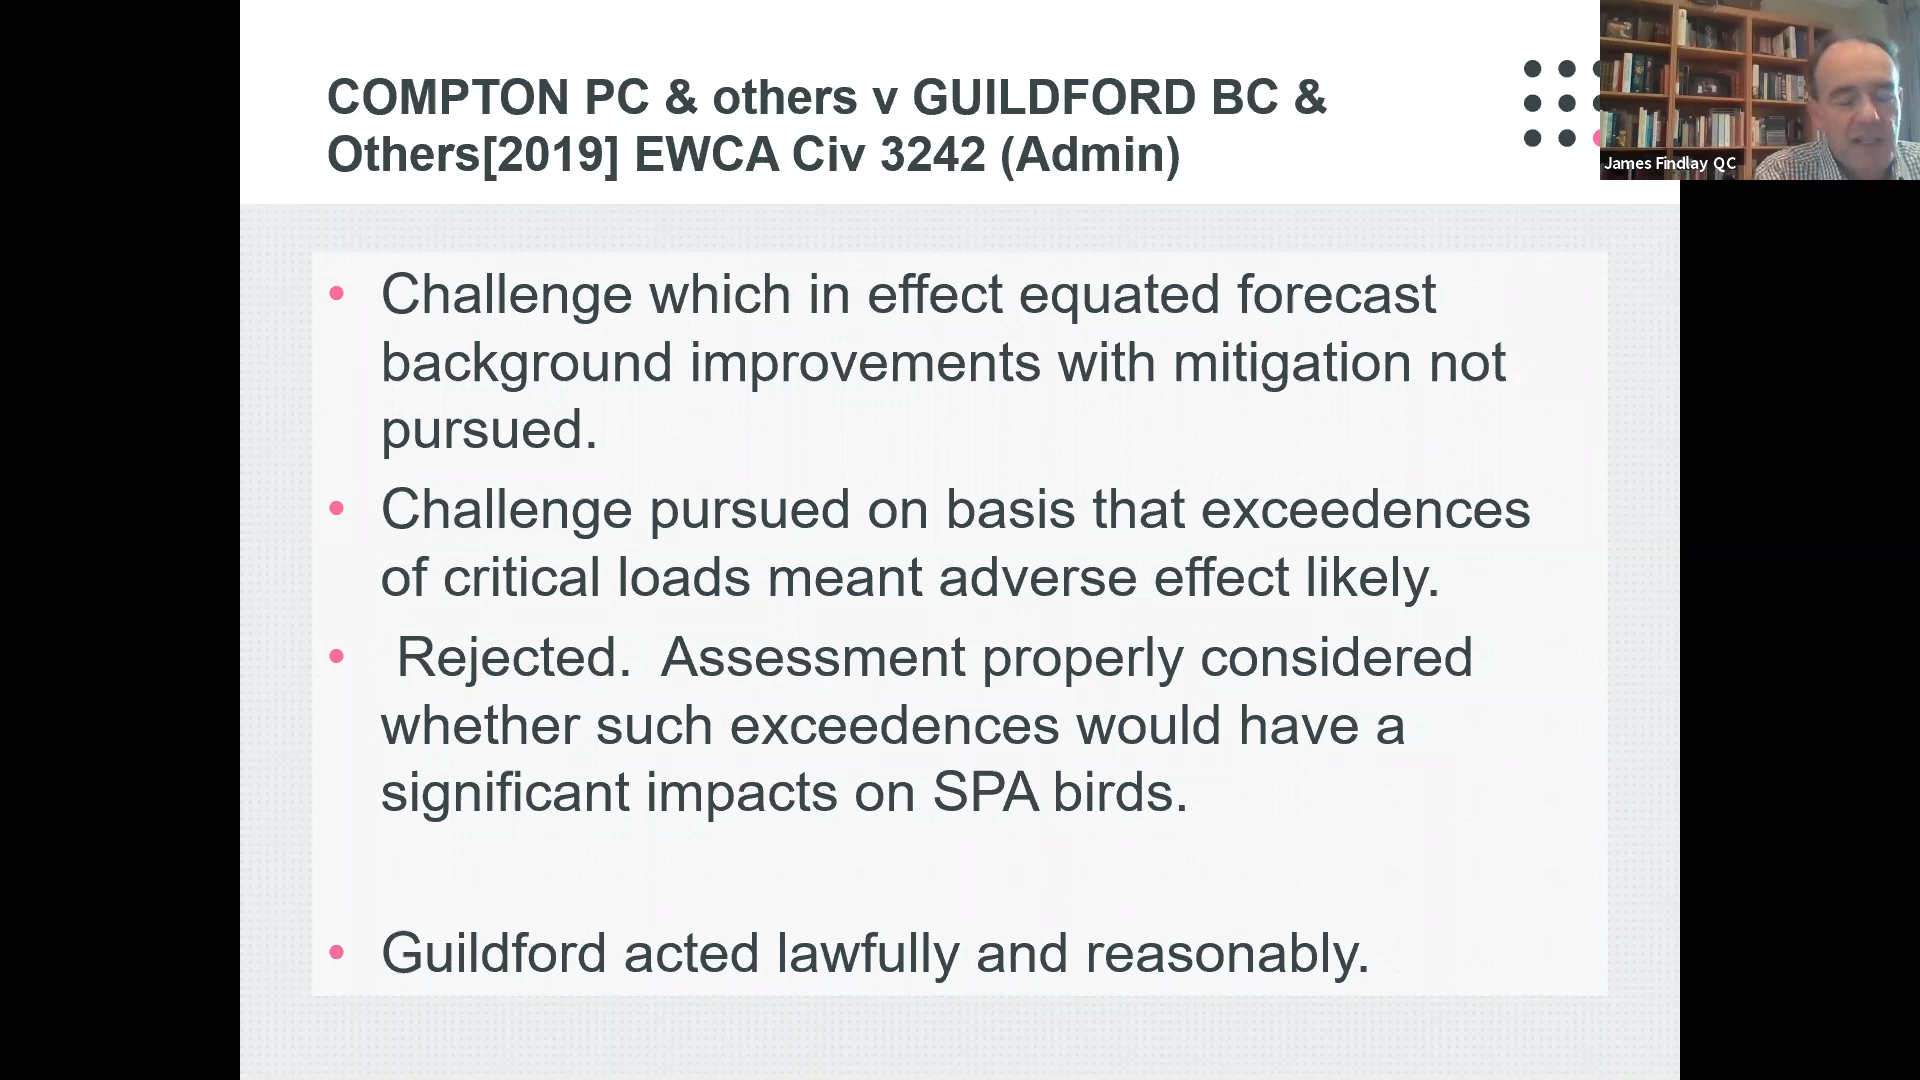 COMPTON PC & others v GUILDFORD BC &
Others[2019] EWCA Civ 3242 (Admin)
James Findlay QC
• Challenge which in effect equated forecast
background improvements with mitigation not
pursued.
• Challenge pursued on basis that exceedences
of critical loads meant adverse effect likely.
• Rejected. Assessment properly considered
whether such exceedences would have a
significant impacts on SPA birds.
• Guildford acted lawfully and reasonably.